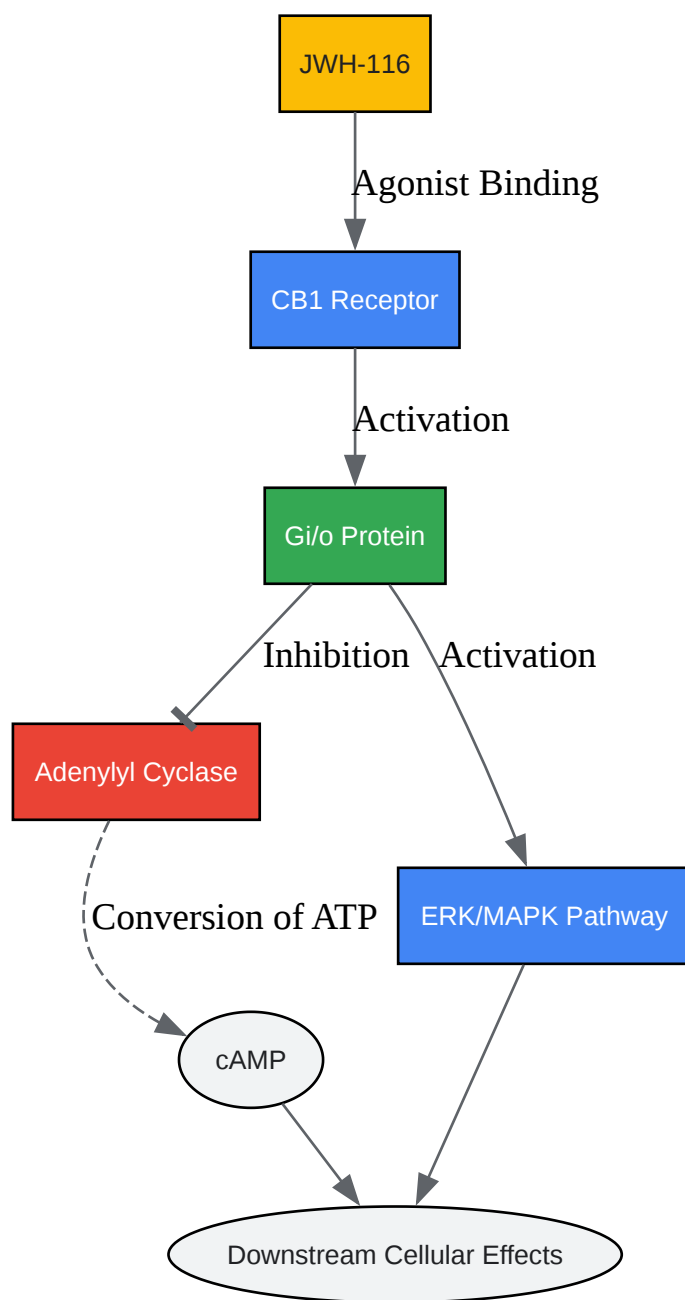 JWH-116
Agonist Binding
CB1 Receptor
Activation
Gi/o Protein
Inhibition
Activation
Adenylyl Cyclase
Conversion of ATP
ERK/MAPK Pathway
cAMP
Downstream Cellular Effects